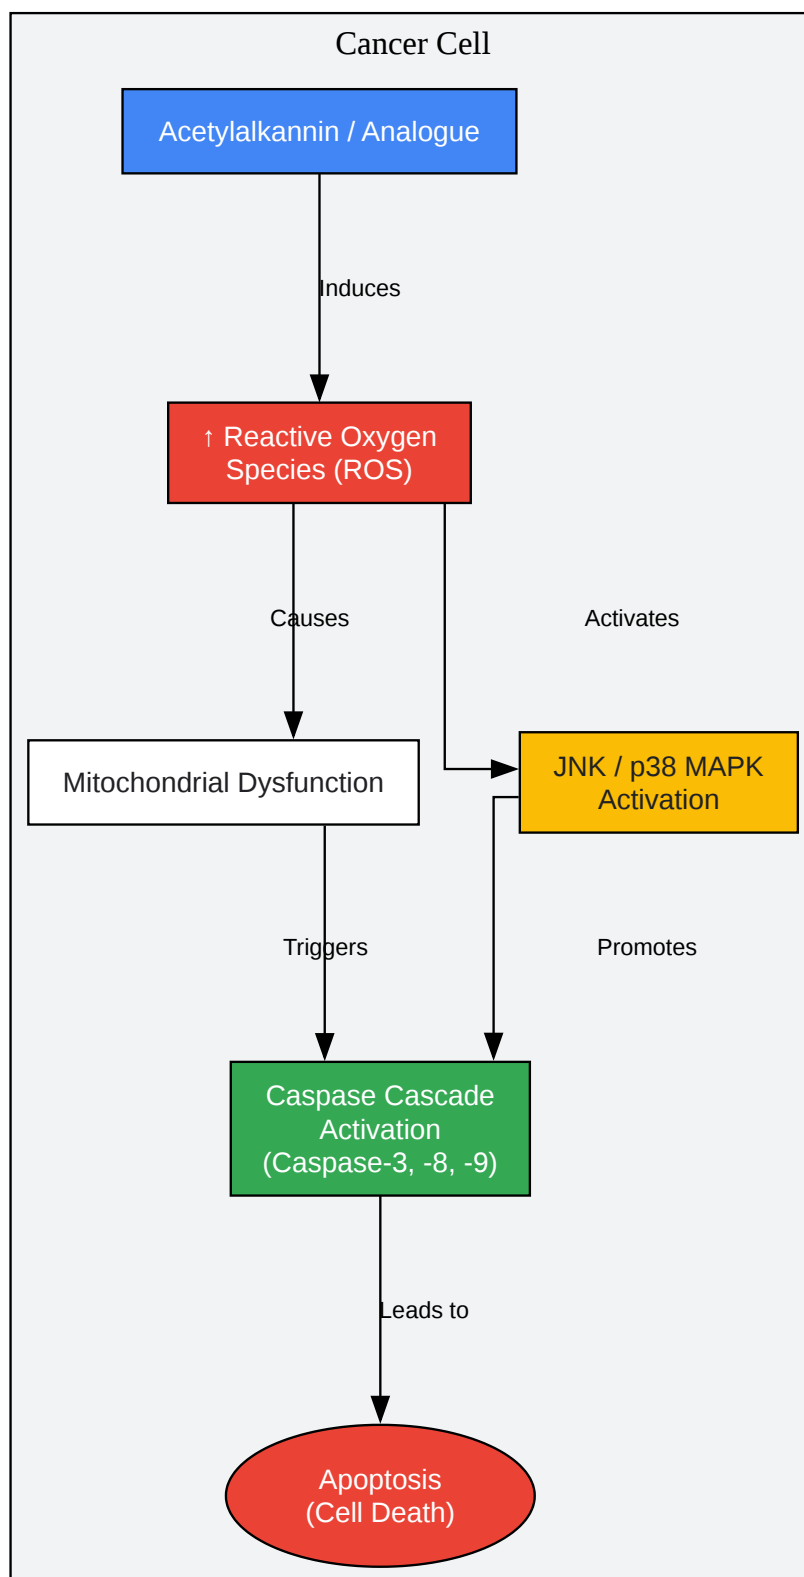 Cancer Cell
Acetylalkannin / Analogue
Induces
↑ Reactive Oxygen
Species (ROS)
Causes
Activates
Mitochondrial Dysfunction
JNK / p38 MAPK
Activation
Triggers
Promotes
Caspase Cascade
Activation
(Caspase-3, -8, -9)
Leads to
Apoptosis
(Cell Death)